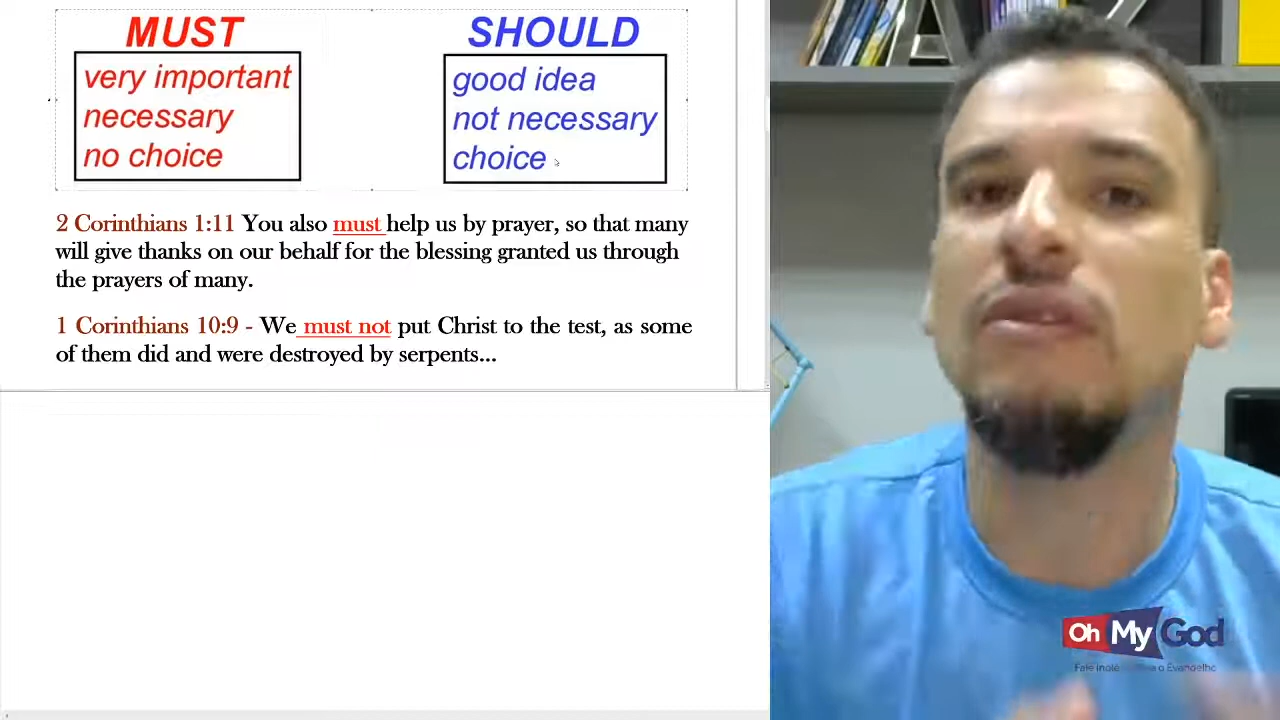 MUST
very important
necessary
no choice
SHOULD
good idea
not necessary
choice
2 Corinthians 1:11 You also must help us by prayer, so that many
will give thanks on our behalf for the blessing granted us through
the prayers of many.
1 Corinthians 10:9 - We must not put Christ to the test, as some
of them did and were destroyed by serpents...
Oh My God
o Evangelho